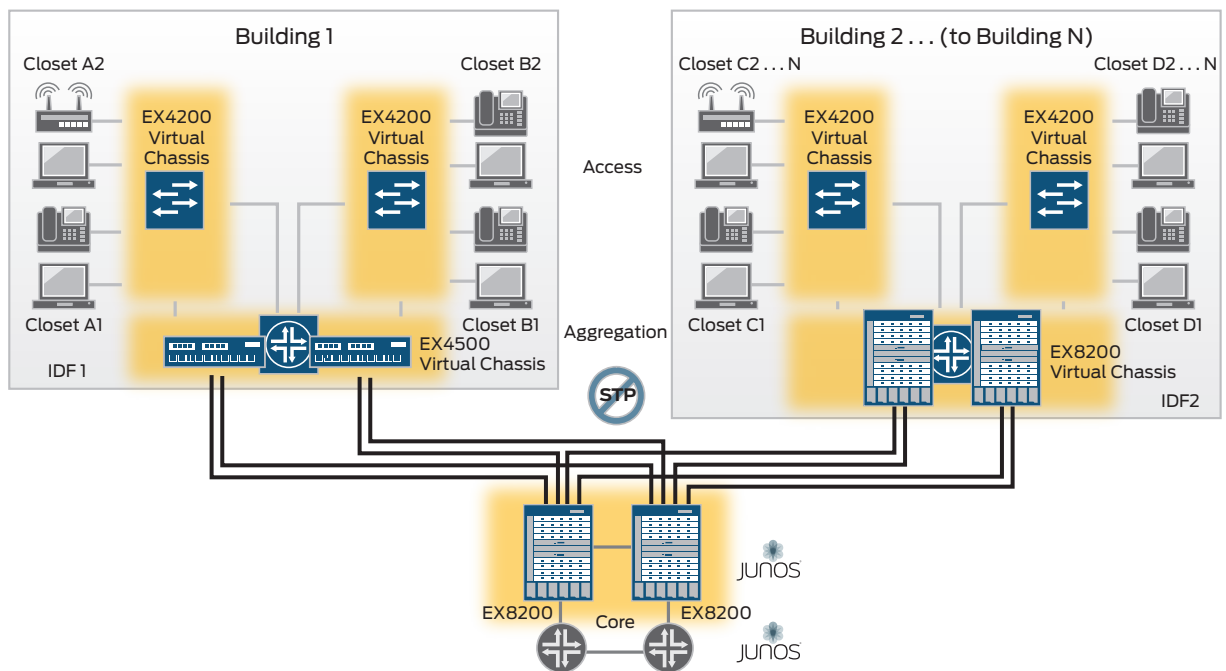 Building 1
Closet A2
EX4200
Virtual
Chassis
EX4200
Virtual
Chassis
Closet B2
Closet A1
Closet B1
EX4500
Virtual Chassis
IDF 1
Access
Aggregation
STP
Building 2 . . . (to Building N)
Closet C2 . . . N
EX4200
Virtual
Chassis
EX4200
Virtual
Chassis
Closet D2 . . . N
Closet C1
Closet D1
EX8200
Virtual Chassis
IDF2
JUNOS
EX8200
Core
EX8200
JUNOS